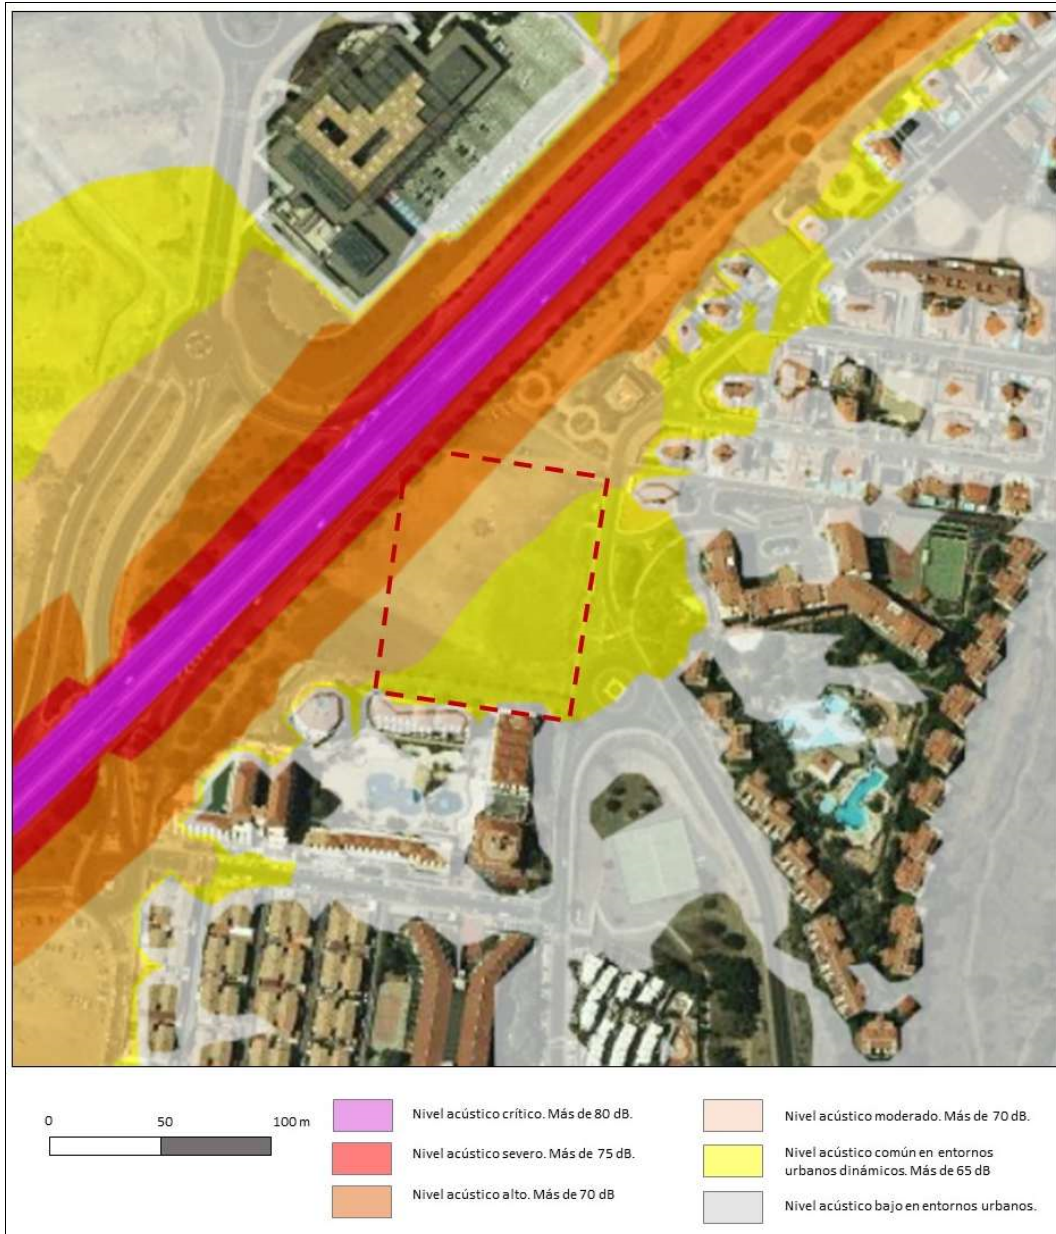 0 50 100 m
Nivel acústico crítico. Más de 80 dB.
Nivel acústico severo. Más de 75 dB.
Nivel acústico alto. Más de 70 dB
Nivel acústico moderado. Más de 70 dB.
Nivel acústico común en entornos
urbanos dinámicos. Más de 65 dB
Nivel acústico bajo en entornos urbanos.